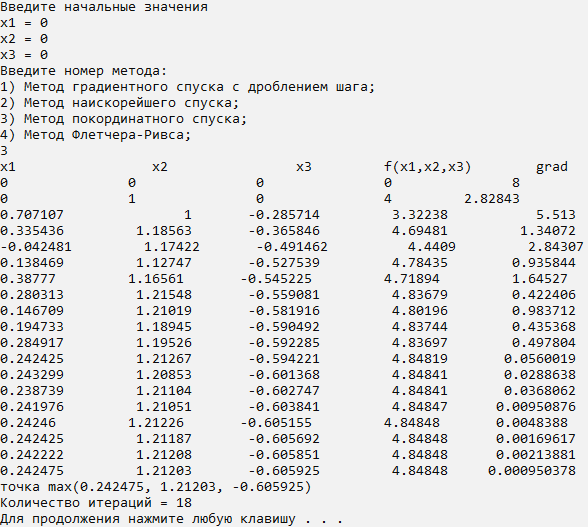 Введите начальные значения
x1 = 0
x2 = 0
x3 = 0
Введите номер метода:
1) Метод градиентного спуска с дроблением шага;
2) Метод наискорейшего спуска;
3) Метод покординатного спуска;
4) Метод Флетчера-Ривса;
3
x1 x2 x3 f(x1,x2,x3) grad
0 0 0 0 8
0 1 0 4 2.82843
0.707107 1 -0.285714 3.32238 5.513
0.335436 1.18563 -0.365846 4.69481 1.34072
-0.042481 1.17422 -0.491462 4.4409 2.84307
0.138469 1.12747 -0.527539 4.78435 0.935844
0.38777 1.16561 -0.545225 4.71894 1.64527
0.280313 1.21548 -0.559081 4.83679 0.422406
0.146709 1.21019 -0.581916 4.80196 0.983712
0.194733 1.18945 -0.590492 4.83744 0.435368
0.284917 1.19526 -0.592285 4.83697 0.497804
0.242425 1.21267 -0.594221 4.84819 0.0560019
0.243299 1.20853 -0.601368 4.84841 0.0288638
0.238739 1.21104 -0.602747 4.84841 0.0368062
0.241976 1.21051 -0.603841 4.84847 0.00950876
0.24246 1.21226 -0.605155 4.84848 0.0048388
0.242425 1.21187 -0.605692 4.84848 0.00169617
0.242222 1.21208 -0.605851 4.84848 0.00213881
0.242475 1.21203 -0.605925 4.84848 0.000950378
точка max(0.242475, 1.21203, -0.605925)
Количество итераций = 18
Для продолжения нажмите любую клавишу . . .